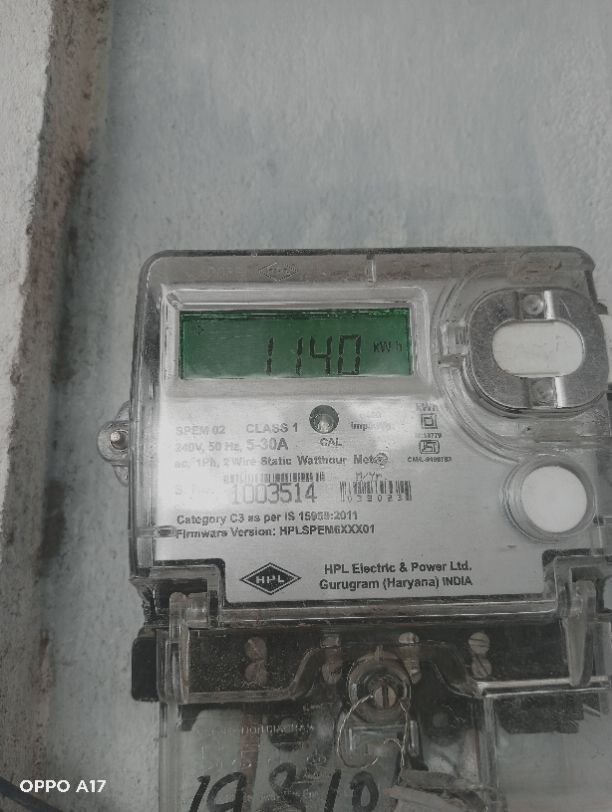 1140 kWh
SPEM 02 CLASS 1
240V, 50 Hz, 5-30A CAL
ac, 1Ph, 2Wire Static Watthour Meter
M/Yr
1003514
Category C3 as per IS 15959:2011
Firmware Version: HPLSPEM6XXX01
HPL
HPL Electric & Power Ltd.
Gurugram (Haryana) INDIA
OPPO A17